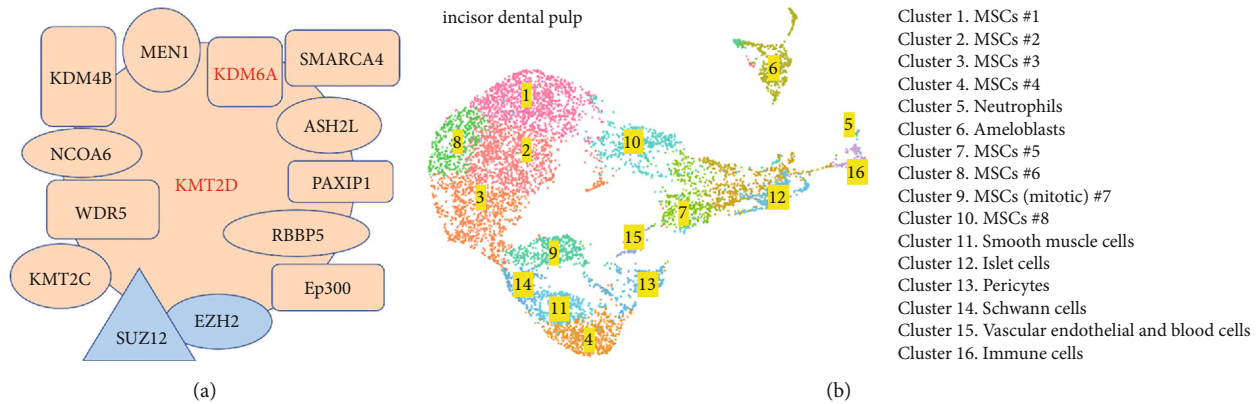 MEN1
KDM4B
KDM6A
SMARCA4
ASH2L
NCOA6
KMT2D
PAXIP1
WDR5
RBBP5
KMT2C
Ep300
EZH2
SUZ12
(a)
incisor dental pulp
6
1
5
8
10
2
16
12
3
7
15
9
14
13
11
4
Cluster 1. MSCs #1
Cluster 2. MSCs #2
Cluster 3. MSCs #3
Cluster 4. MSCs #4
Cluster 5. Neutrophils
Cluster 6. Ameloblasts
Cluster 7. MSCs #5
Cluster 8. MSCs #6
Cluster 9. MSCs (mitotic) #7
Cluster 10. MSCs #8
Cluster 11. Smooth muscle cells
Cluster 12. Islet cells
Cluster 13. Pericytes
Cluster 14. Schwann cells
Cluster 15. Vascular endothelial and blood cells
Cluster 16. Immune cells
(b)